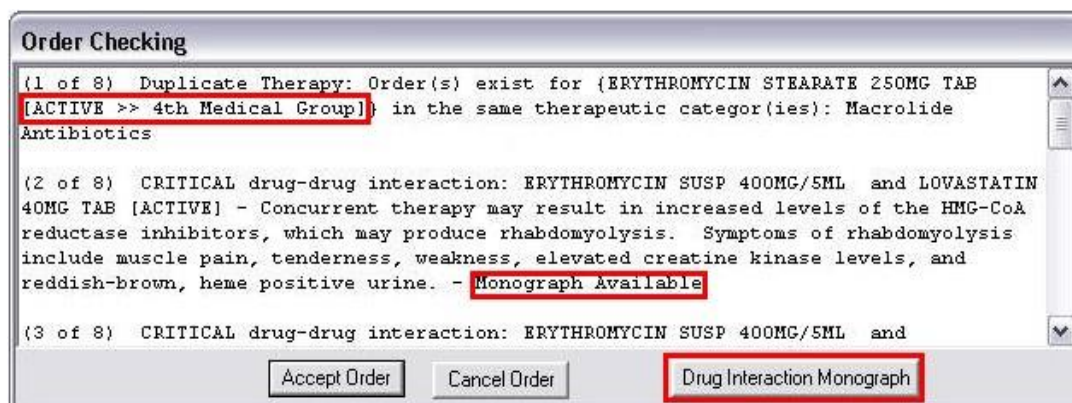 Order Checking
(1 of 8)  Duplicate Therapy: Order(s) exist for {ERYTHROMYCIN STEARATE 250MG TAB
[ACTIVE >> 4th Medical Group]} in the same therapeutic categor(ies): Macrolide
Antibiotics
(2 of 8)  CRITICAL drug-drug interaction: ERYTHROMYCIN SUSP 400MG/5ML  and LOVASTATIN
40MG TAB [ACTIVE] - Concurrent therapy may result in increased levels of the HMG-CoA
reductase inhibitors, which may produce rhabdomyolysis.  Symptoms of rhabdomyolysis
include muscle pain, tenderness, weakness, elevated creatine kinase levels, and
reddish-brown, heme positive urine. - Monograph Available
(3 of 8)  CRITICAL drug-drug interaction: ERYTHROMYCIN SUSP 400MG/5ML  and
Accept Order
Cancel Order
Drug Interaction Monograph